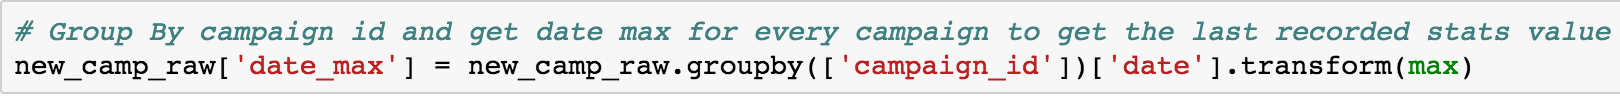 # Group By campaign id and get date max for every campaign to get the last recorded stats value
new_camp_raw['date_max'] = new_camp_raw.groupby(['campaign_id'])['date'].transform(max)